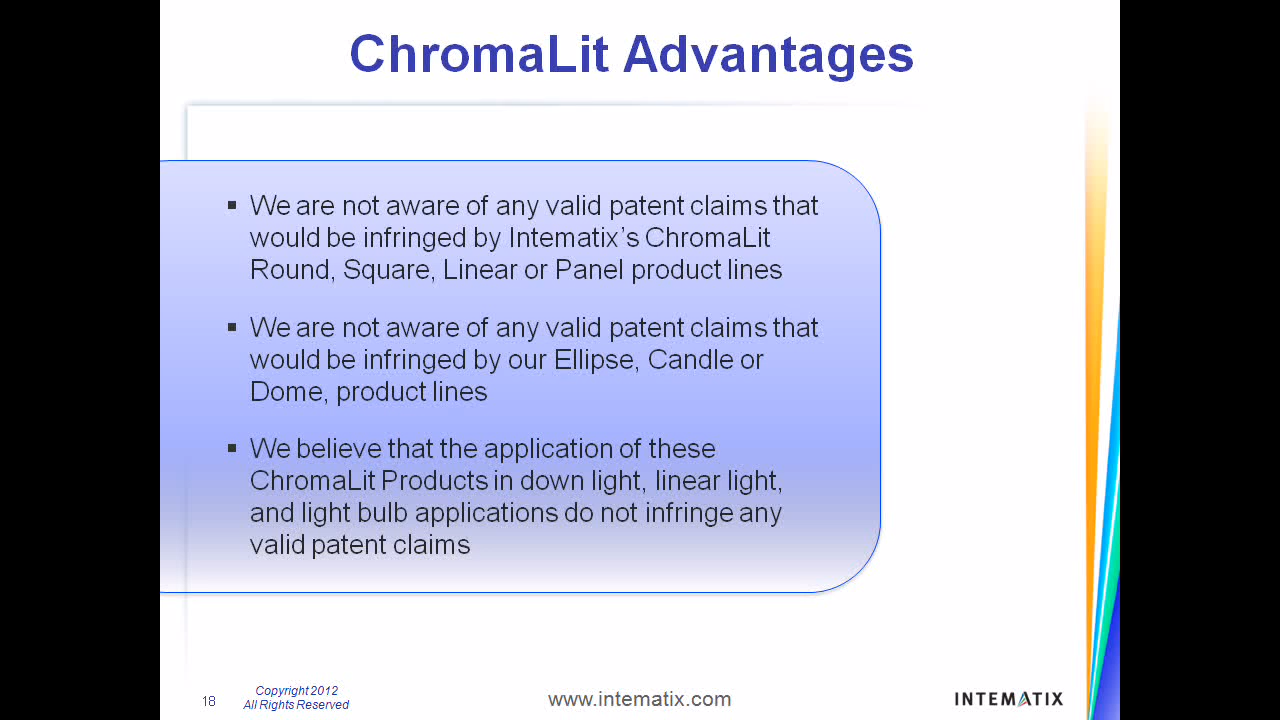 ChromaLit Advantages
▪ We are not aware of any valid patent claims that
would be infringed by Intematix’s ChromaLit
Round, Square, Linear or Panel product lines
▪ We are not aware of any valid patent claims that
would be infringed by our Ellipse, Candle or
Dome, product lines
▪ We believe that the application of these
ChromaLit Products in down light, linear light,
and light bulb applications do not infringe any
valid patent claims
18
Copyright 2012
All Rights Reserved
www.intematix.com
INTEMATIX